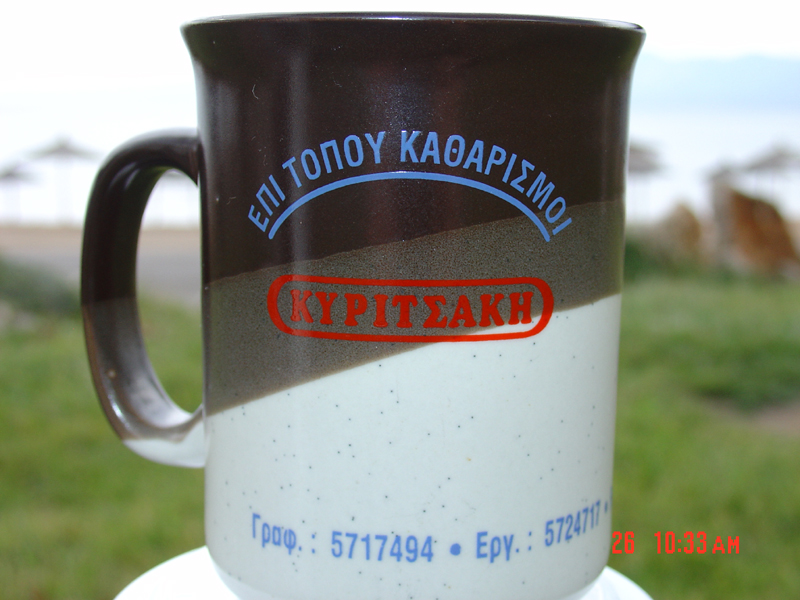 ΕΠΙ ΤΟΠΟΥ ΚΑΘΑΡΙΣΜΟΙ
ΚΥΡΙΤΣΑΚΗ
Γραφ.: 5717494 • Εργ.: 5724717 •
26 10:33 AM